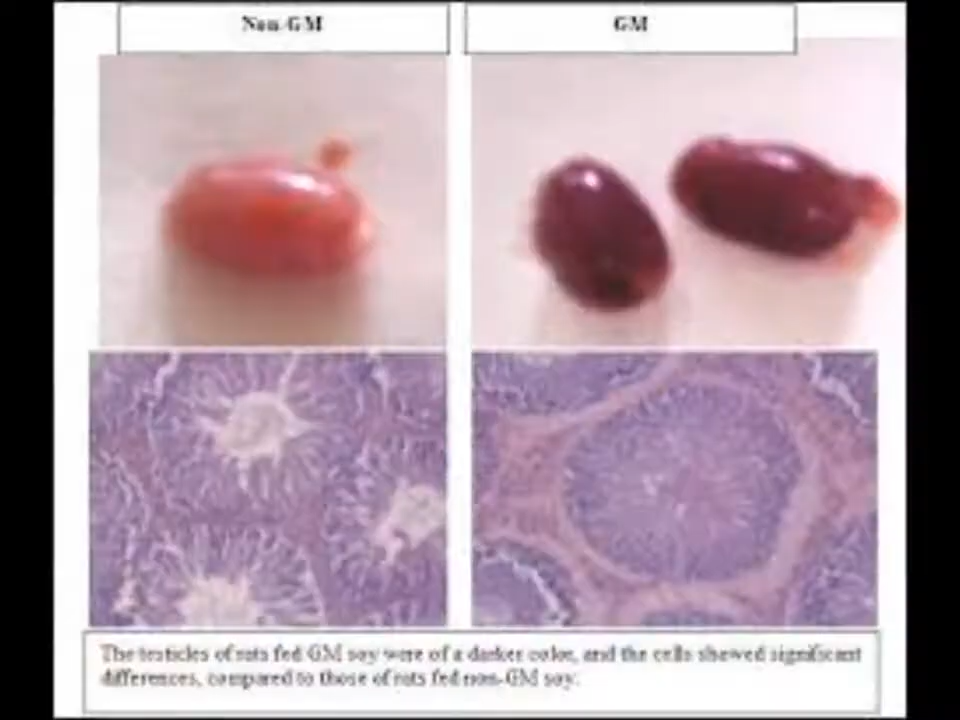 Non-GM
GM
The testicles of rats fed GM soy were of a darker color, and the cells showed significant
differences, compared to those of rats fed non-GM soy.